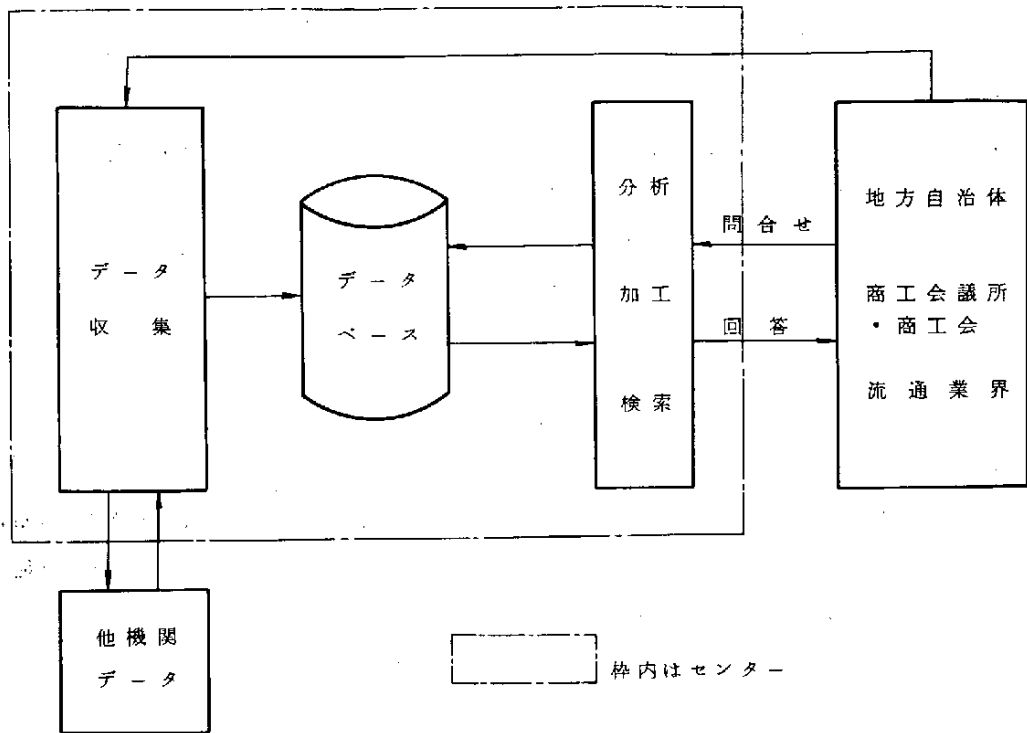 データ
収集
データ
ベース
分析
加工
検索
問合せ
回答
地方自治体
商工会議所
・商工会
流通業界
他機関
データ
枠内はセンター